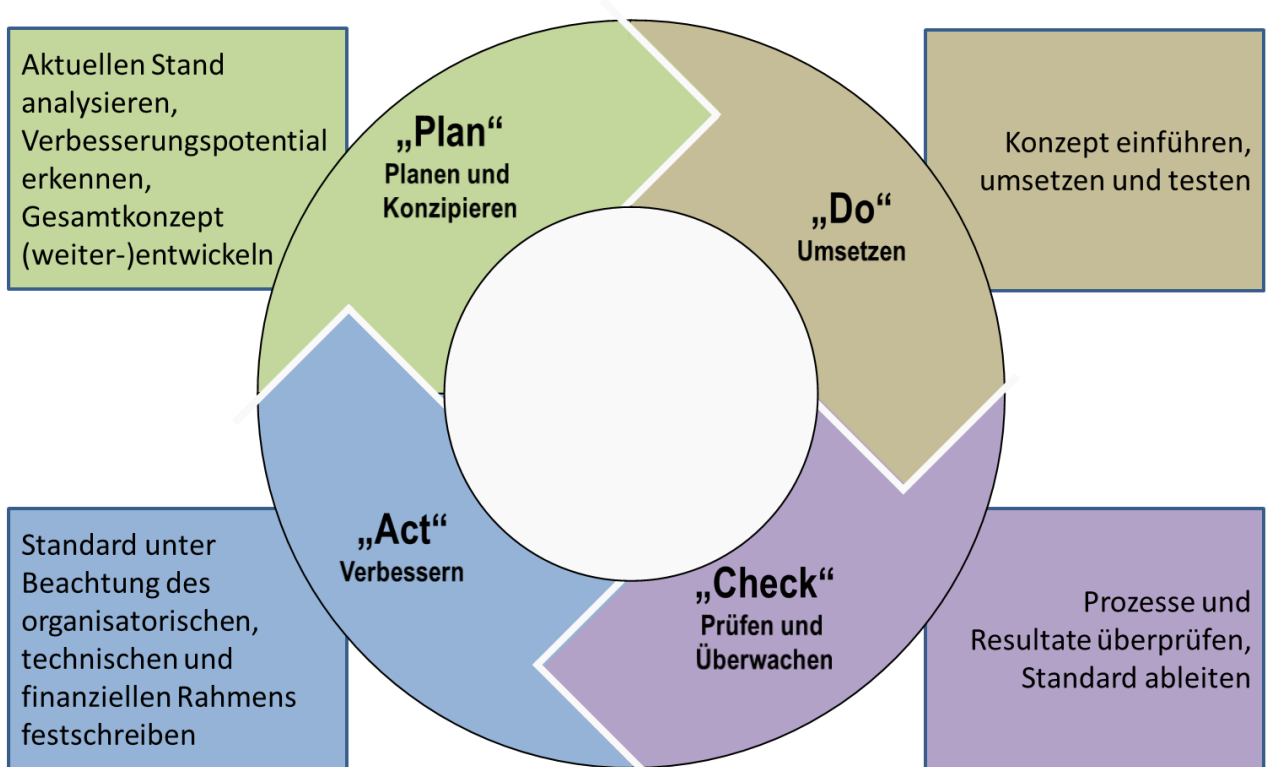 Aktuellen Stand
analysieren,
Verbesserungspotential
erkennen,
Gesamtkonzept
(weiter-)entwickeln
„Plan“
Planen und
Konzipieren
„Do“
Umsetzen
Konzept einführen,
umsetzen und testen
Standard unter
Beachtung des
organisatorischen,
technischen und
finanziellen Rahmens
festschreiben
„Act“
Verbessern
„Check“
Prüfen und
Überwachen
Prozesse und
Resultate überprüfen,
Standard ableiten